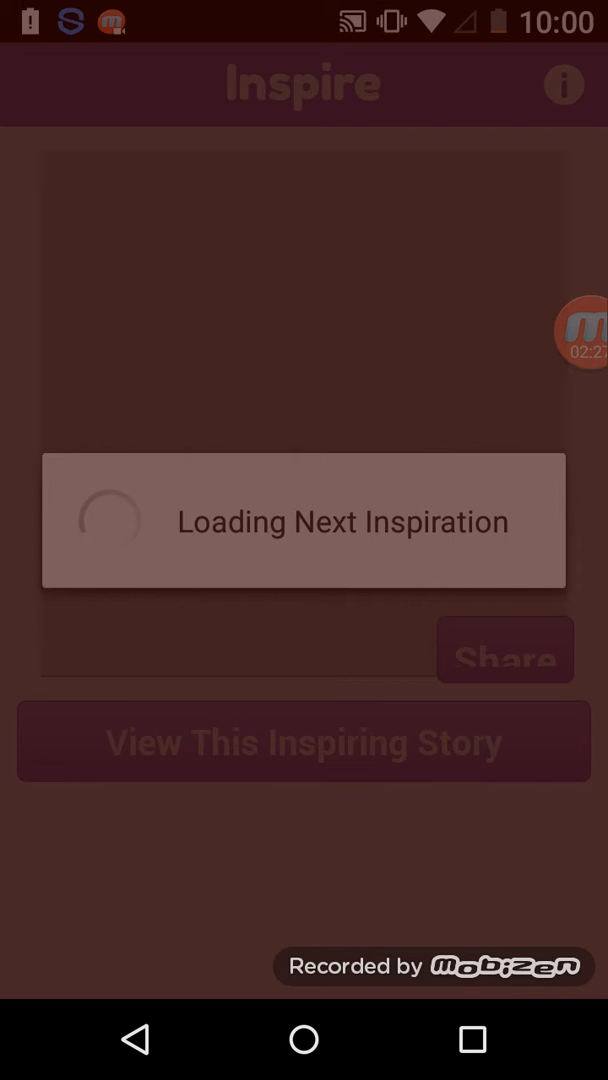 10:00
Inspire
02:27
Loading Next Inspiration
Share
View This Inspiring Story
Recorded by mobizen